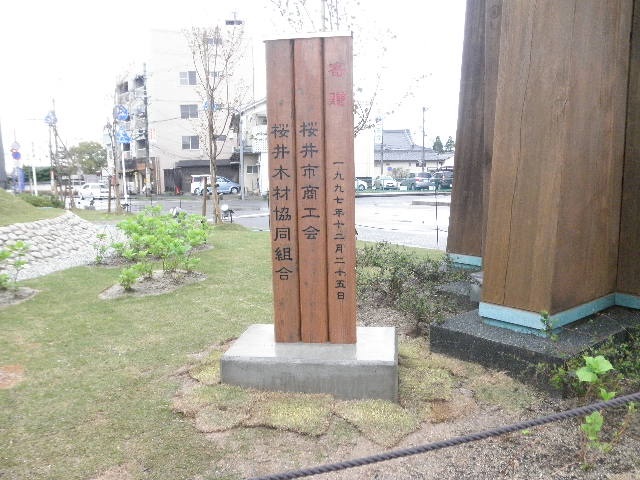 寄贈
一九九七年十二月二十五日
桜井市商工会
桜井木材協同組合